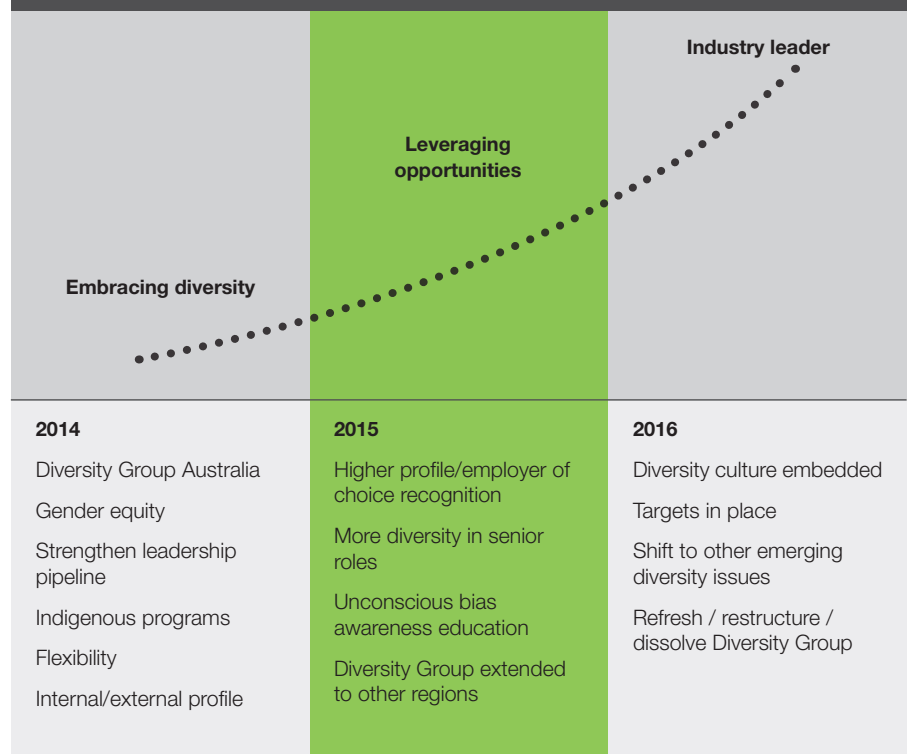 Industry leader
Leveraging
opportunities
Embracing diversity
2014
Diversity Group Australia
Gender equity
Strengthen leadership
pipeline
Indigenous programs
Flexibility
Internal/external profile
2015
Higher profile/employer of
choice recognition
More diversity in senior
roles
Unconscious bias
awareness education
Diversity Group extended
to other regions
2016
Diversity culture embedded
Targets in place
Shift to other emerging
diversity issues
Refresh / restructure /
dissolve Diversity Group